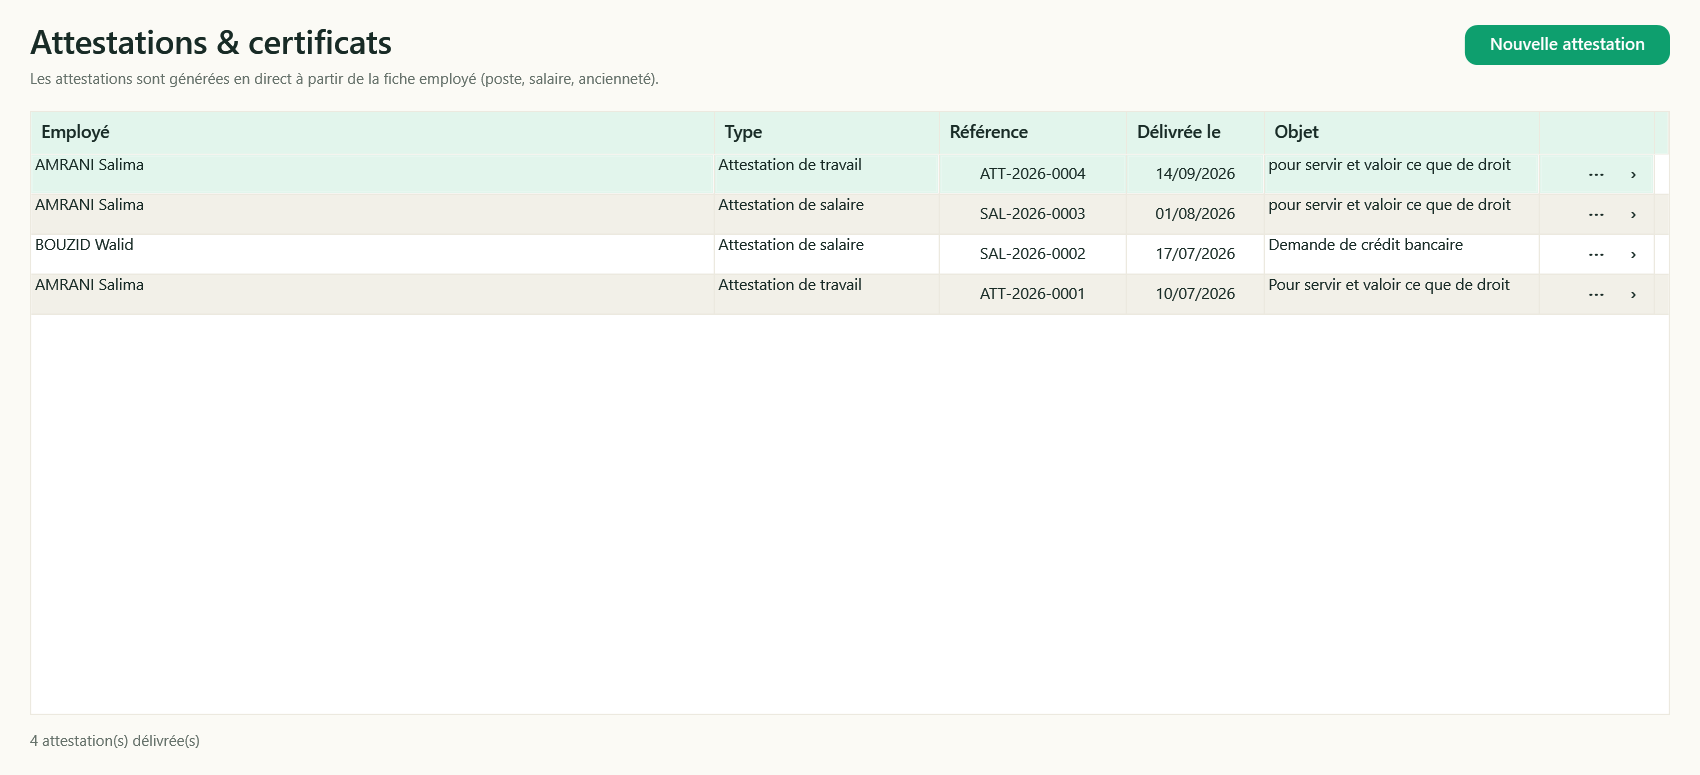 Attestations & certificats
Nouvelle attestation
Les attestations sont générées en direct à partir de la fiche employé (poste, salaire, ancienneté).
Employé Type Référence Délivrée le Objet
AMRANI Salima Attestation de travail ATT-2026-0004 14/09/2026 pour servir et valoir ce que de droit ... ›
AMRANI Salima Attestation de salaire SAL-2026-0003 01/08/2026 pour servir et valoir ce que de droit ... ›
BOUZID Walid Attestation de salaire SAL-2026-0002 17/07/2026 Demande de crédit bancaire ... ›
AMRANI Salima Attestation de travail ATT-2026-0001 10/07/2026 Pour servir et valoir ce que de droit ... ›
4 attestation(s) délivrée(s)